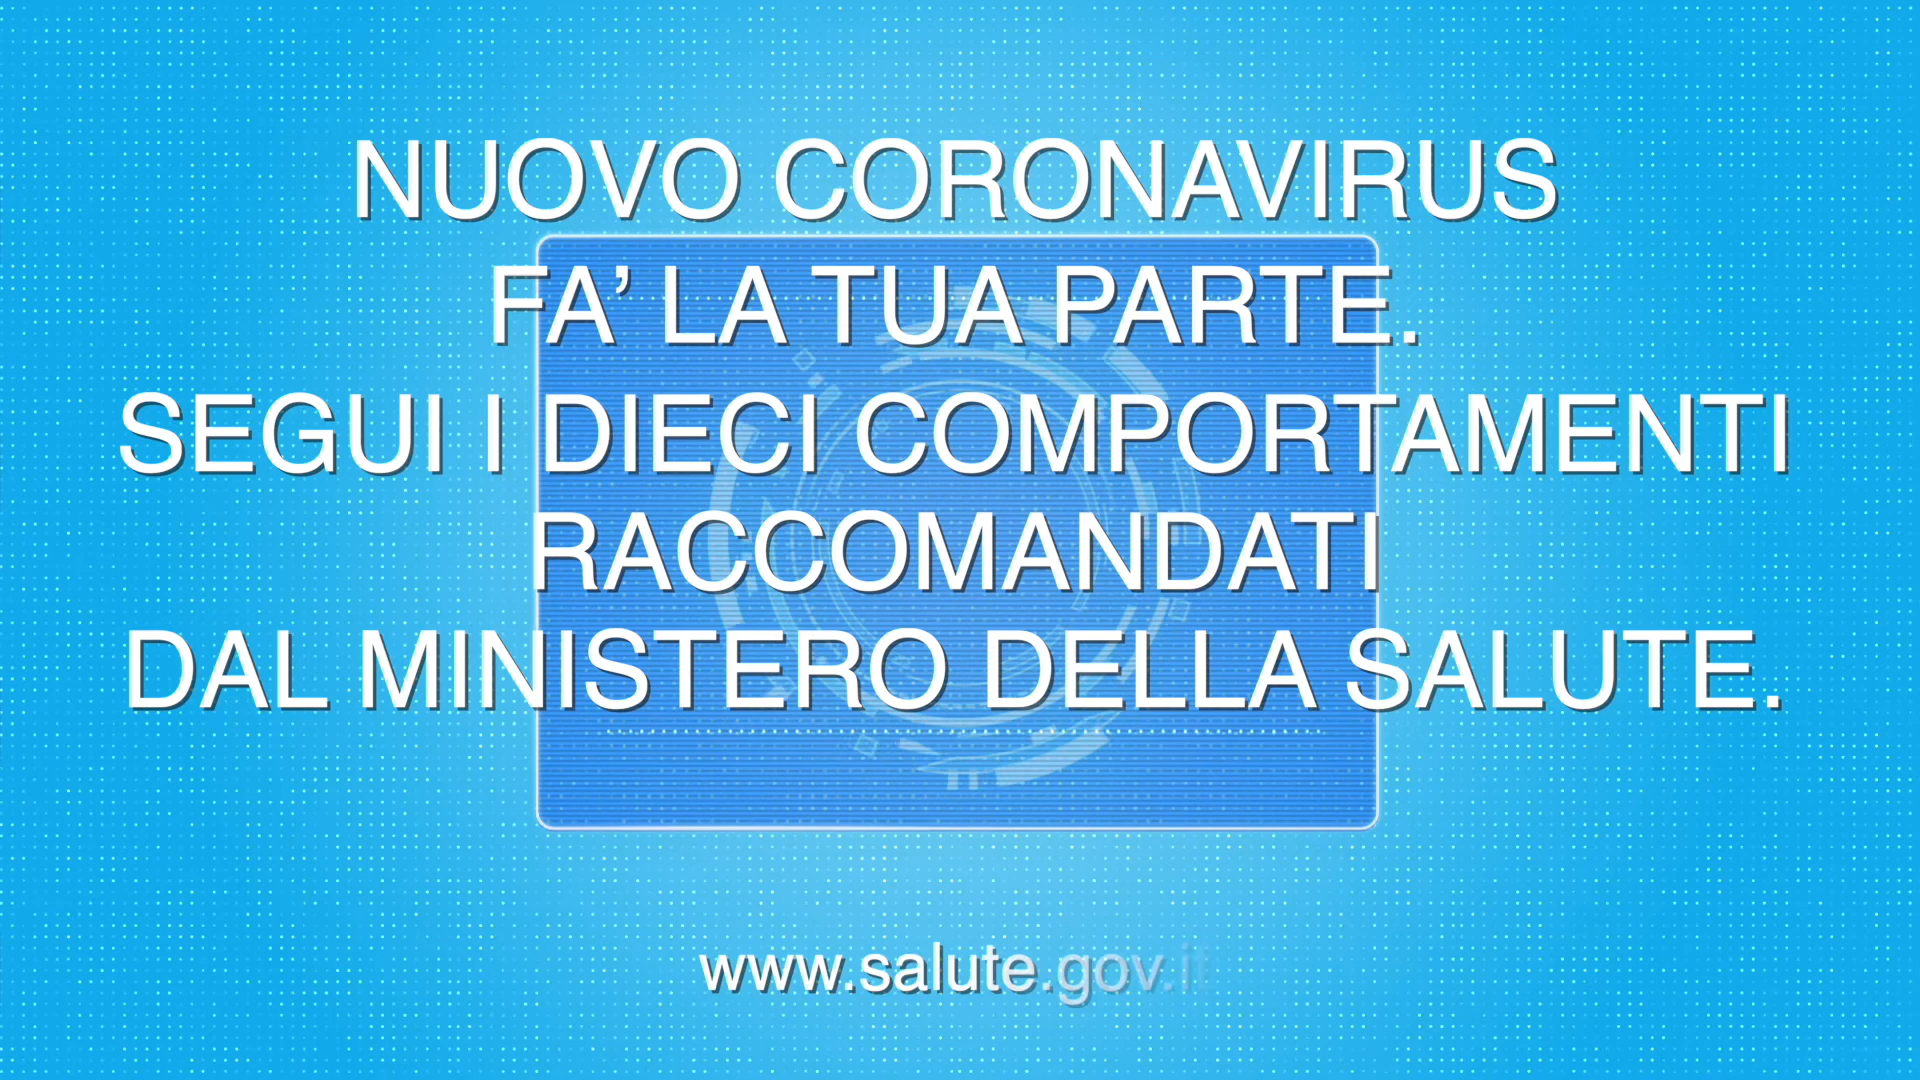 NUOVO CORONAVIRUS
FA’ LA TUA PARTE.
SEGUI I DIECI COMPORTAMENTI
RACCOMANDATI
DAL MINISTERO DELLA SALUTE.
www.salute.gov.it